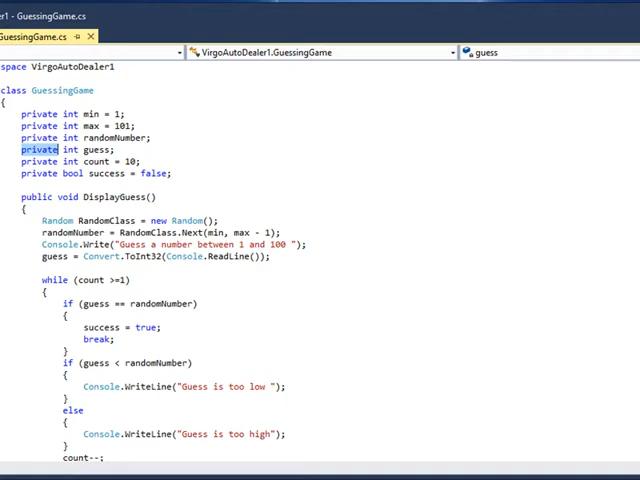 er1 - GuessingGame.cs
GuessingGame.cs
VirgoAutoDealer1.GuessingGame
guess
space VirgoAutoDealer1
class GuessingGame
{
private int min = 1;
private int max = 101;
private int randomNumber;
private int guess;
private int count = 10;
private bool success = false;
public void DisplayGuess()
{
Random RandomClass = new Random();
randomNumber = RandomClass.Next(min, max - 1);
Console.Write("Guess a number between 1 and 100 ");
guess = Convert.ToInt32(Console.ReadLine());
while (count >=1)
{
if (guess == randomNumber)
{
success = true;
break;
}
if (guess < randomNumber)
{
Console.WriteLine("Guess is too low ");
}
else
{
Console.WriteLine("Guess is too high");
}
count--;